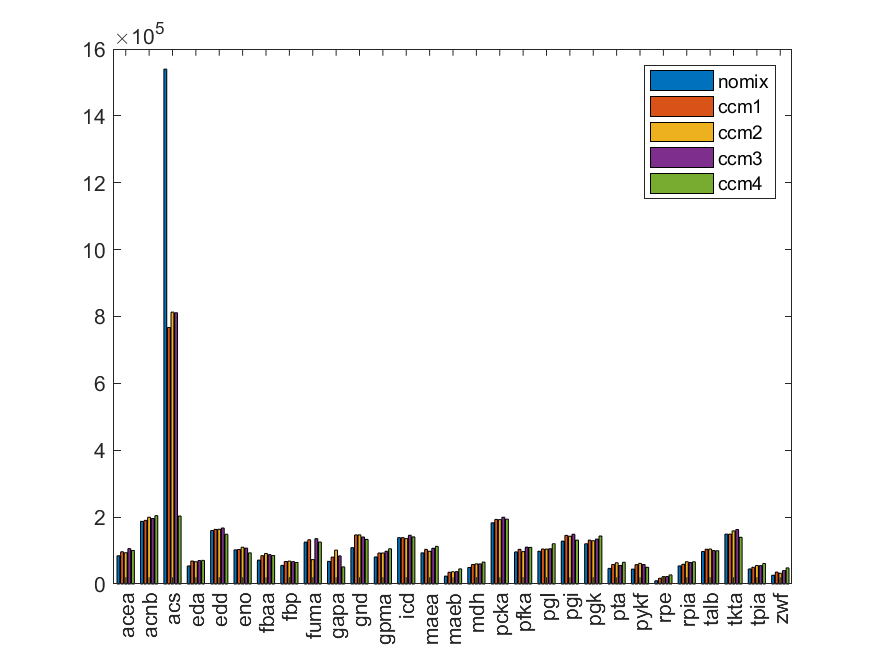 ×10⁵
16
14
12
10
8
6
4
2
0
nomix
ccm1
ccm2
ccm3
ccm4
acea
acnb
acs
eda
edd
eno
fbaa
fbp
fuma
gapa
gnd
gpma
icd
maea
maeb
mdh
pcka
pfka
pgl
pgi
pgk
pta
pykf
rpe
rpia
talb
tkta
tpia
zwf